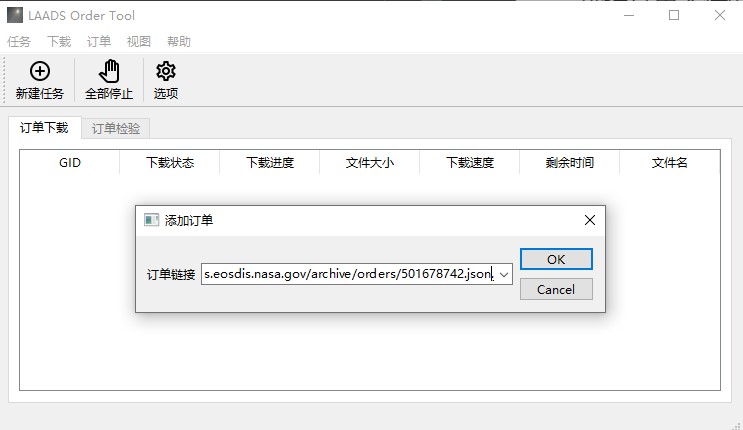 LAADS Order Tool
任务 下载 订单 视图 帮助
新建任务 全部停止 选项
订单下载 订单检验
GID 下载状态 下载进度 文件大小 下载速度 剩余时间 文件名
添加订单
订单链接 s.eosdis.nasa.gov/archive/orders/501678742.json
OK
Cancel